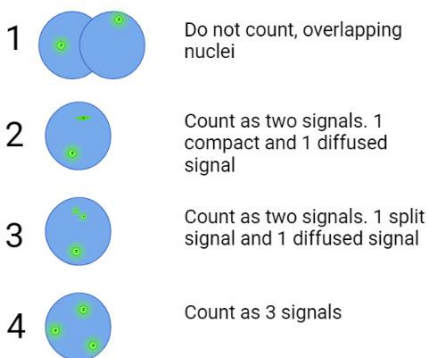 1
Do not count, overlapping
nuclei
2
Count as two signals. 1
compact and 1 diffused
signal
3
Count as two signals. 1 split
signal and 1 diffused signal
4
Count as 3 signals